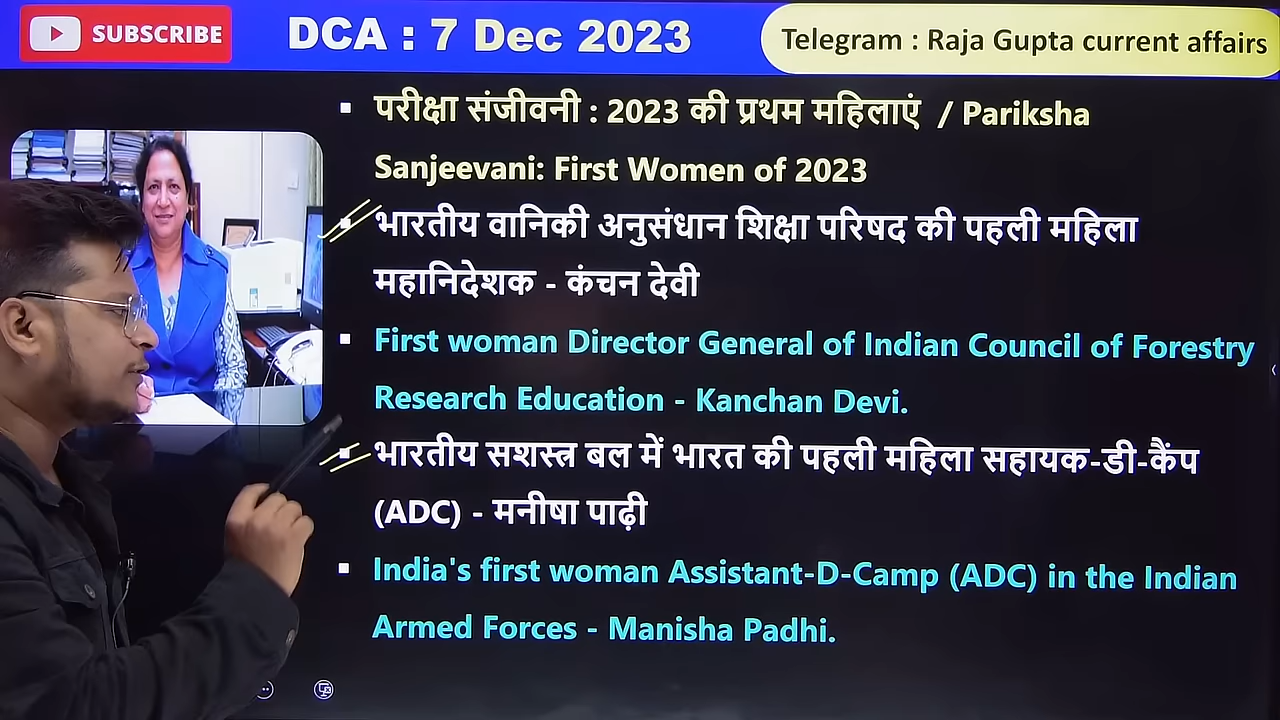 SUBSCRIBE
DCA : 7 Dec 2023
Telegram : Raja Gupta current affairs
परीक्षा संजीवनी : 2023 की प्रथम महिलाएं / Pariksha
Sanjeevani: First Women of 2023
भारतीय वानिकी अनुसंधान शिक्षा परिषद की पहली महिला
महानिदेशक - कंचन देवी
First woman Director General of Indian Council of Forestry
Research Education - Kanchan Devi.
भारतीय सशस्त्र बल में भारत की पहली महिला सहायक-डी-कैंप
(ADC) - मनीषा पाढ़ी
India's first woman Assistant-D-Camp (ADC) in the Indian
Armed Forces - Manisha Padhi.